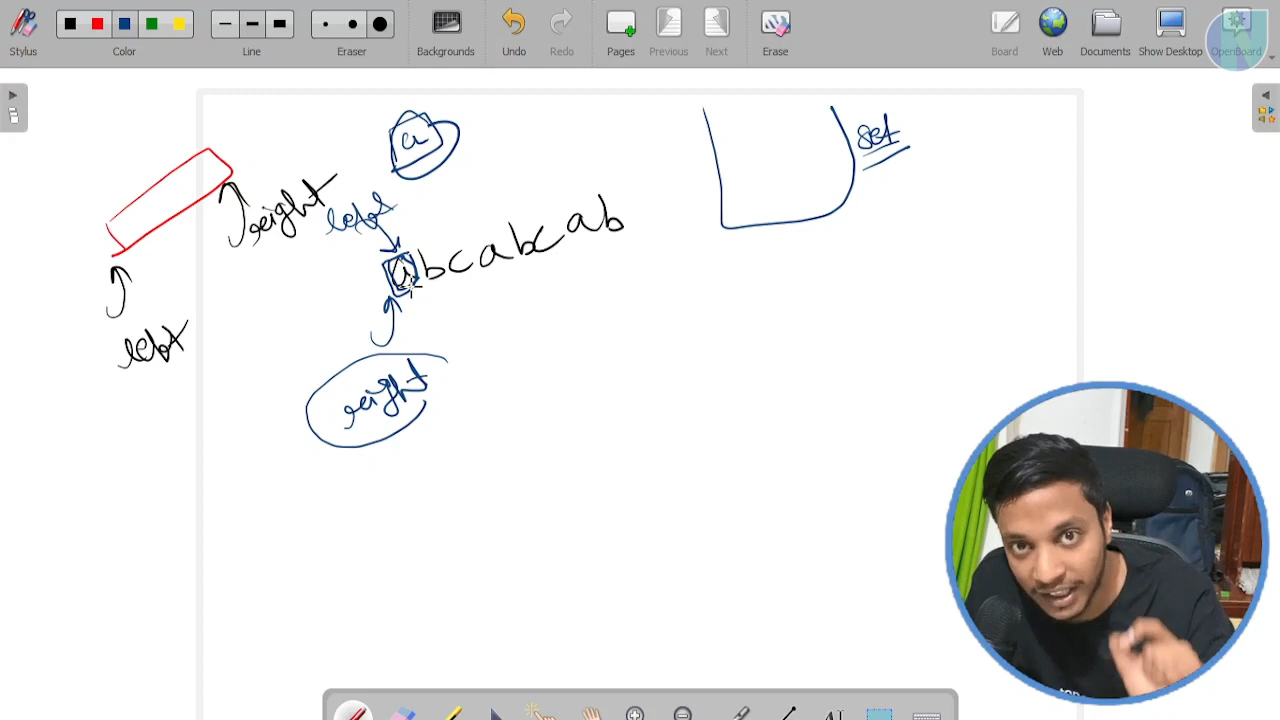 Stylus
Color
Line
Eraser
Backgrounds
Undo
Redo
Pages
Previous
Next
Erase
Board
Web
Documents
Show Desktop
OpenBoard
a
set
right
left
abcabcab
left
right